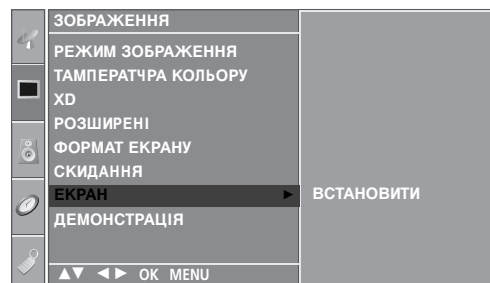 ЗОБРАЖЕННЯ
РЕЖИМ ЗОБРАЖЕННЯ
ТАМПЕРАТЧРА КОЛЬОРУ
XD
РОЗШИРЕНІ
ФОРМАТ ЕКРАНУ
СКИДАННЯ
ЕКРАН ► ВСТАНОВИТИ
ДЕМОНСТРАЦІЯ
▲▼ ◄► OK MENU